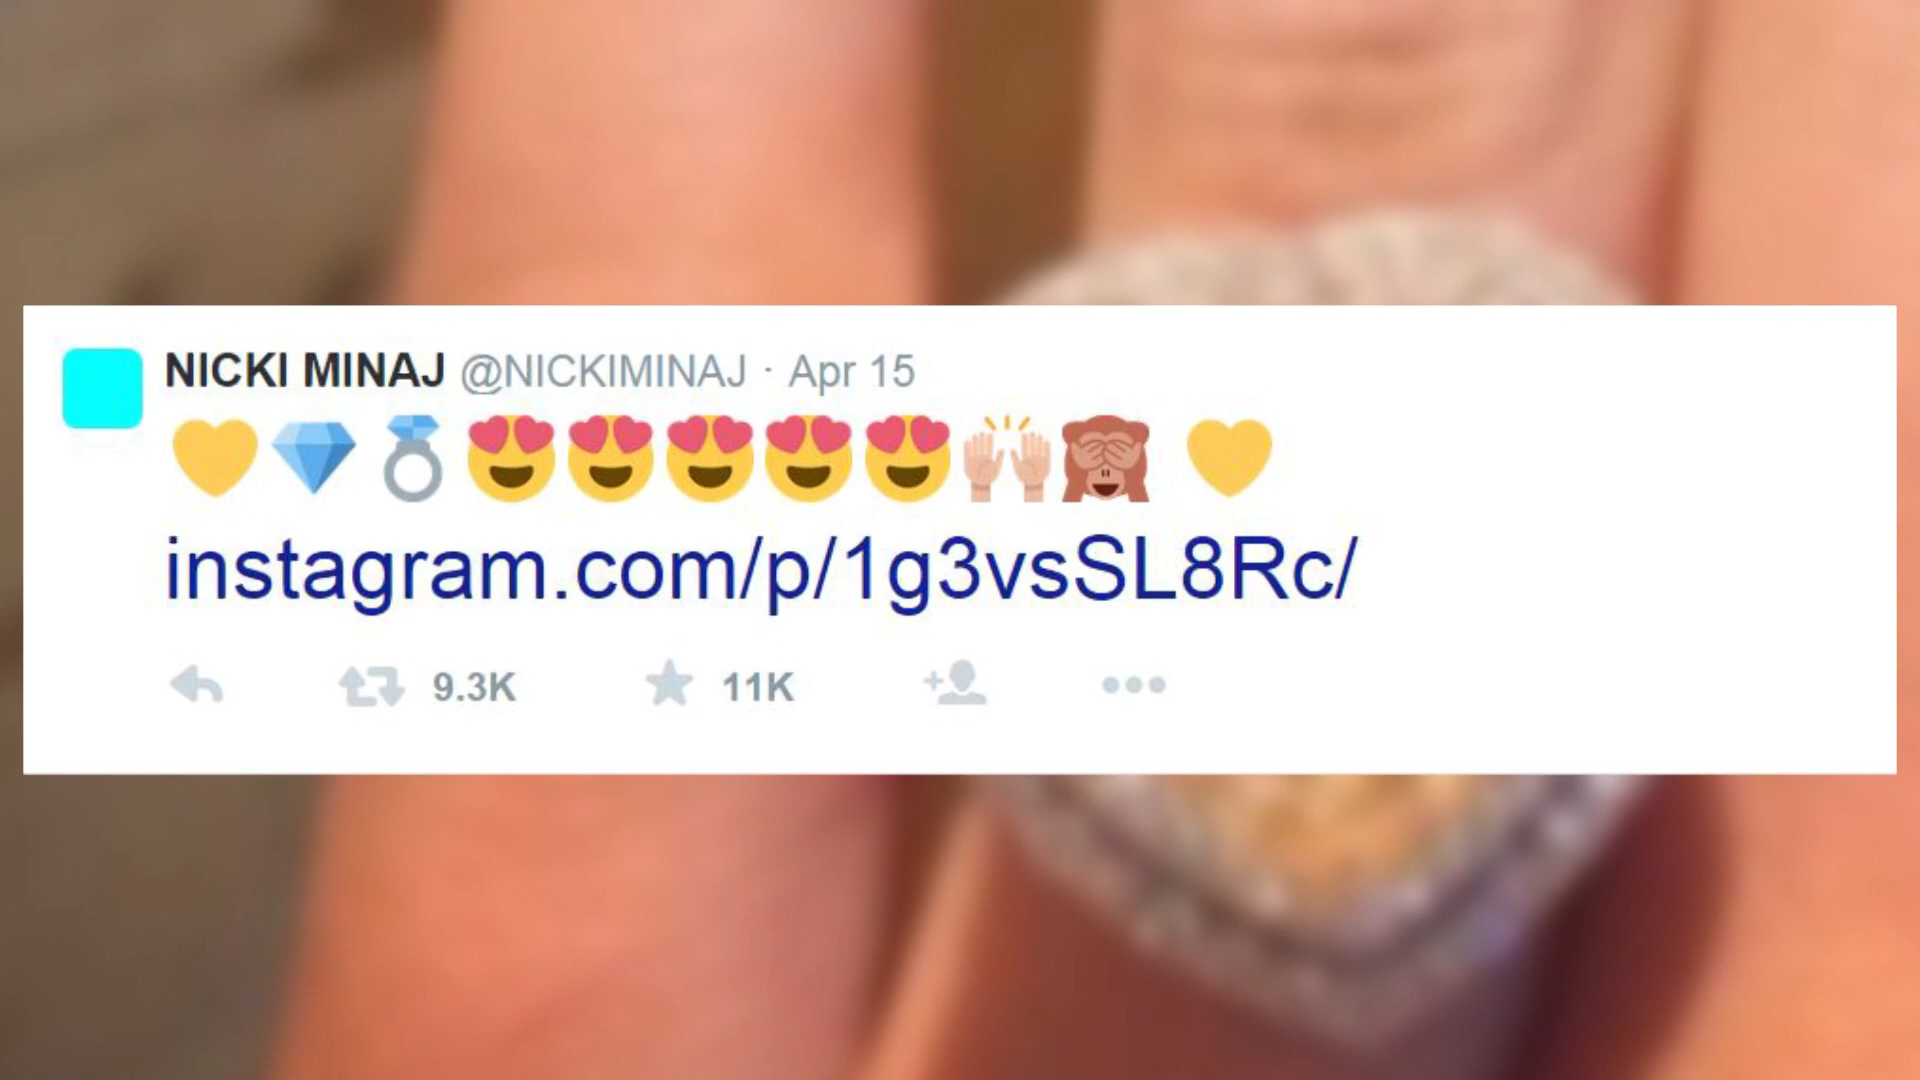 NICKI MINAJ @NICKIMINAJ · Apr 15
💛💎💍😍😍😍😍😍🙌🏼🙈 💛
instagram.com/p/1g3vsSL8Rc/
9.3K 11K